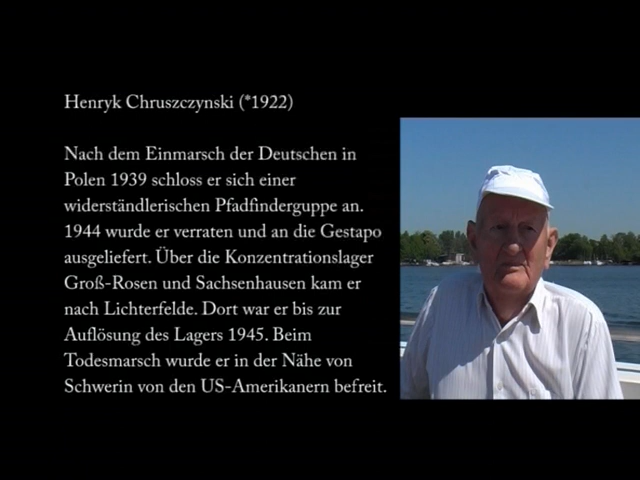 Henryk Chruszczynski (*1922)
Nach dem Einmarsch der Deutschen in
Polen 1939 schloss er sich einer
widerständlerischen Pfadfinderguppe an.
1944 wurde er verraten und an die Gestapo
ausgeliefert. Über die Konzentrationslager
Groß-Rosen und Sachsenhausen kam er
nach Lichterfelde. Dort war er bis zur
Auflösung des Lagers 1945. Beim
Todesmarsch wurde er in der Nähe von
Schwerin von den US-Amerikanern befreit.